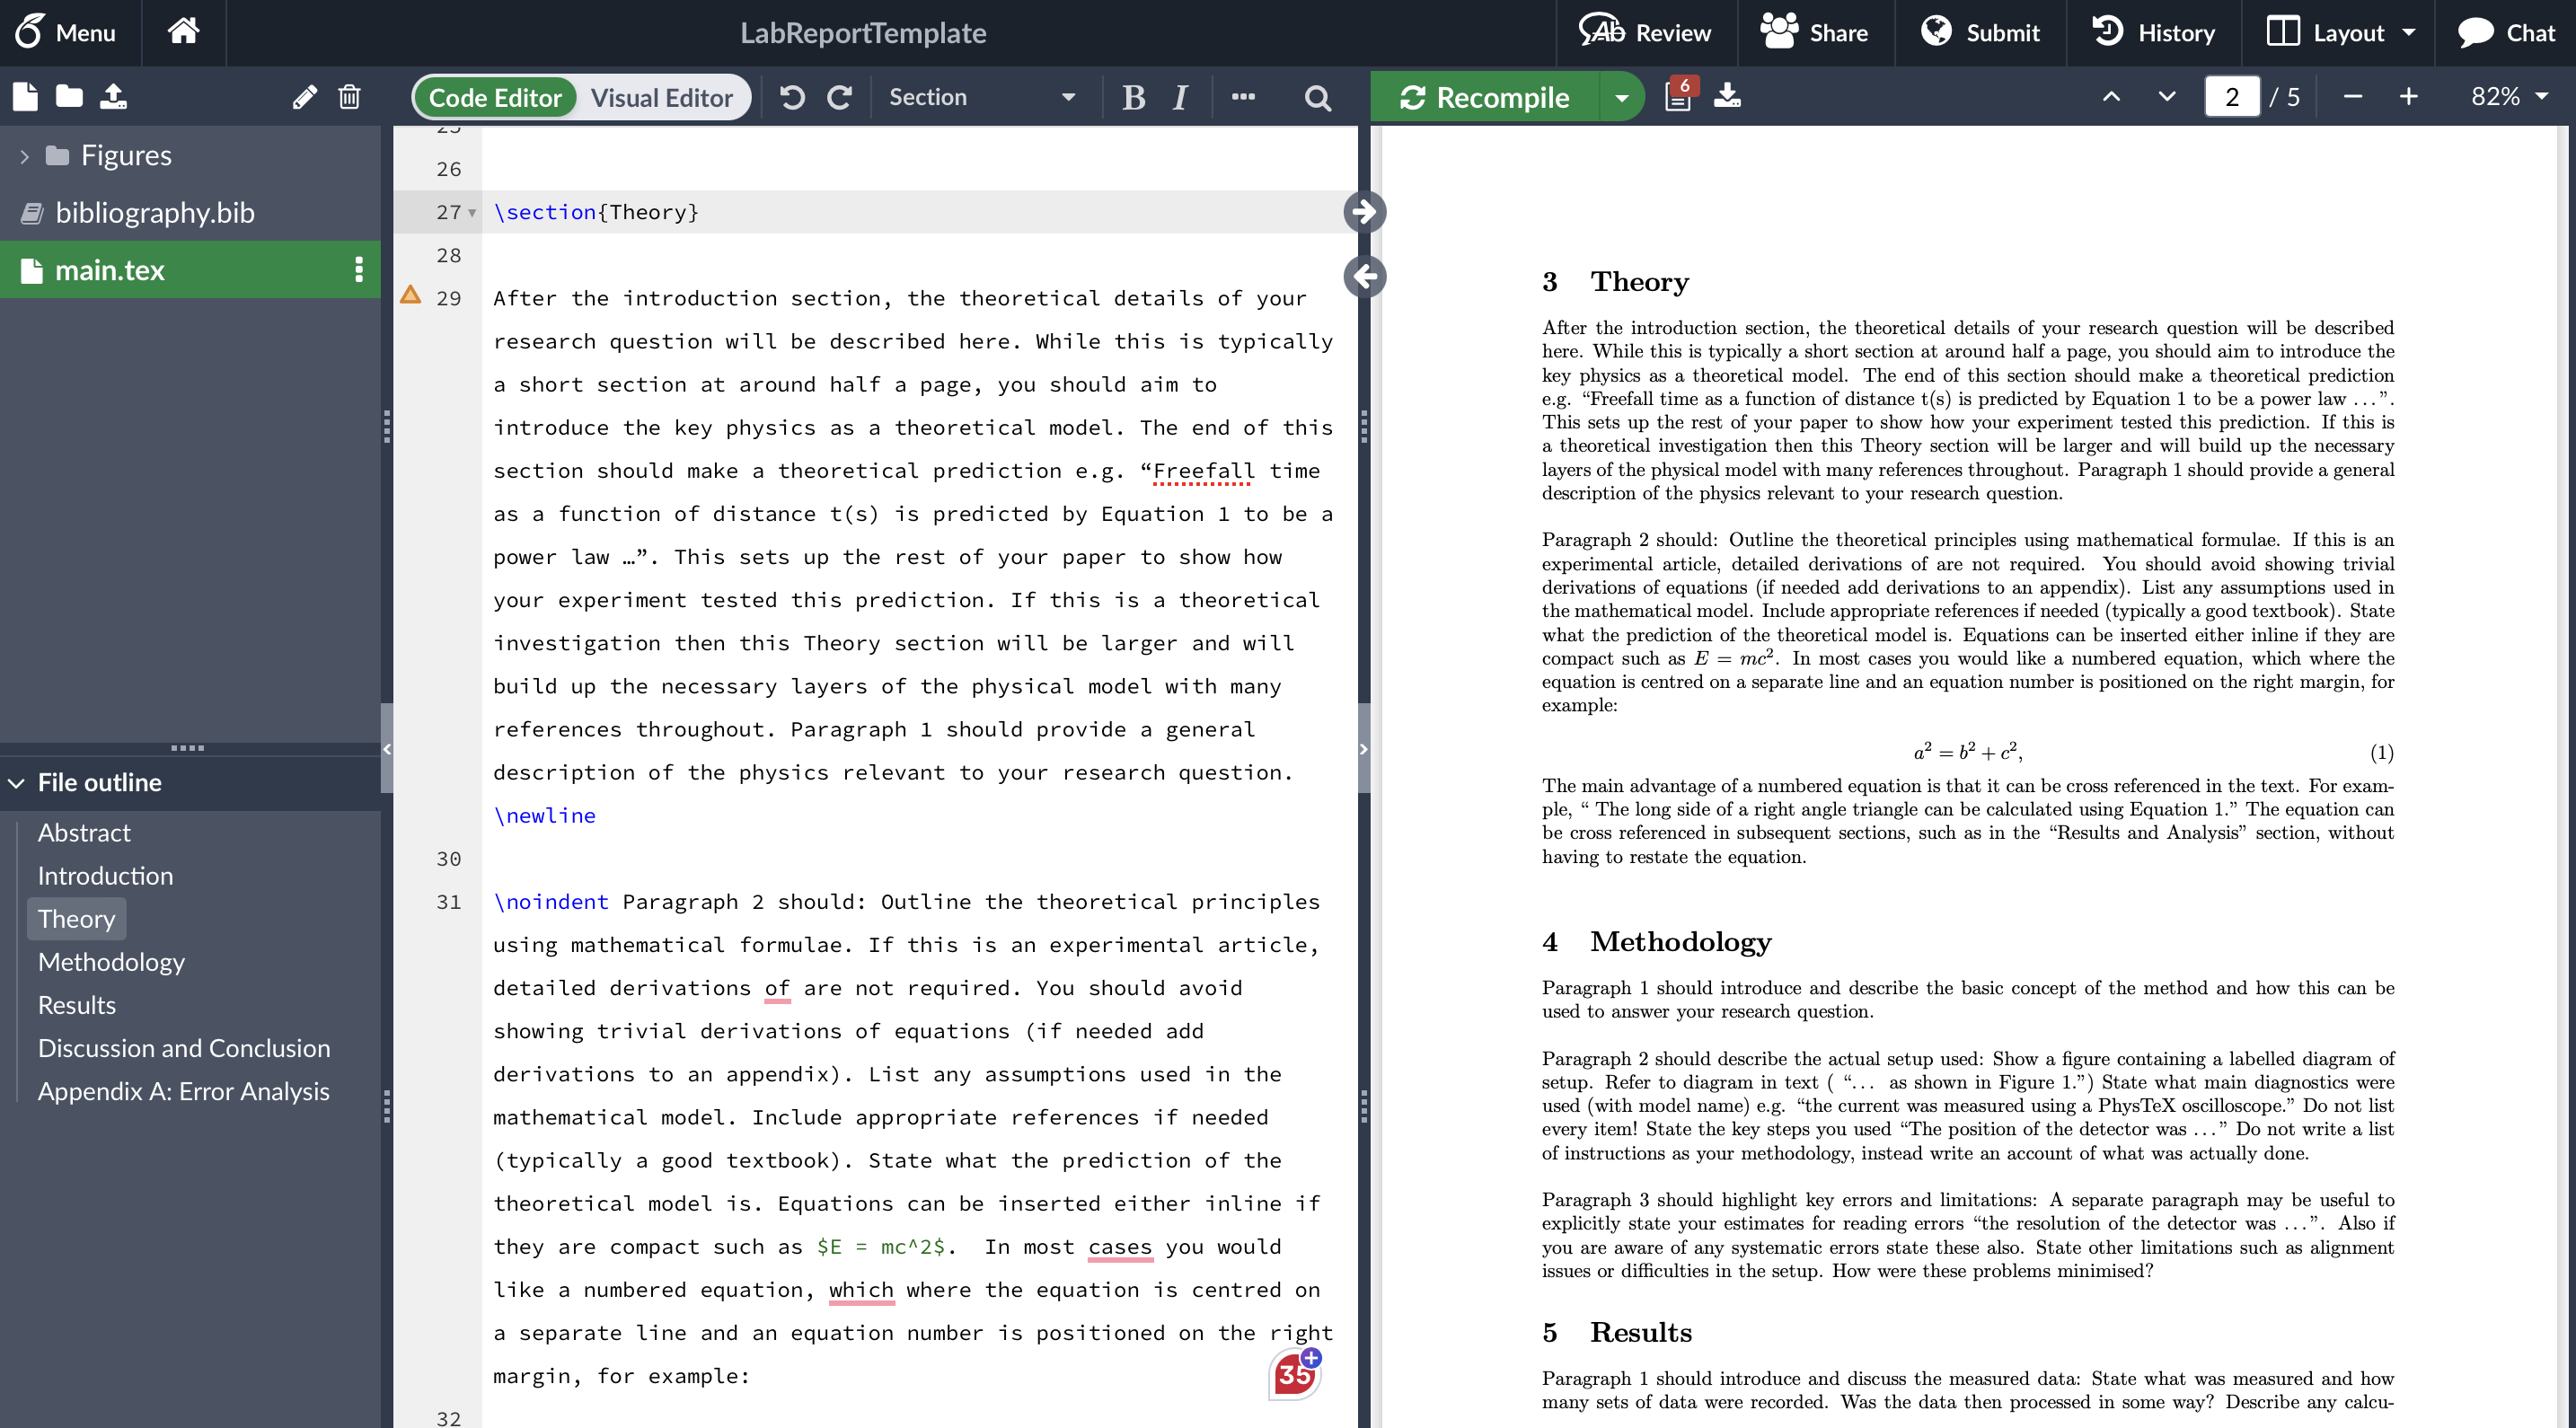 Menu
LabReportTemplate
Review
Share
Submit
History
Layout
Chat
Code Editor
Visual Editor
Section
B I
Recompile
6
2 / 5
82%
Figures
bibliography.bib
main.tex
File outline
Abstract
Introduction
Theory
Methodology
Results
Discussion and Conclusion
Appendix A: Error Analysis
25
26
27 \section{Theory}
28
29 After the introduction section, the theoretical details of your
research question will be described here. While this is typically
a short section at around half a page, you should aim to
introduce the key physics as a theoretical model. The end of this
section should make a theoretical prediction e.g. “Freefall time
as a function of distance t(s) is predicted by Equation 1 to be a
power law …”. This sets up the rest of your paper to show how
your experiment tested this prediction. If this is a theoretical
investigation then this Theory section will be larger and will
build up the necessary layers of the physical model with many
references throughout. Paragraph 1 should provide a general
description of the physics relevant to your research question.
\newline
30
31 \noindent Paragraph 2 should: Outline the theoretical principles
using mathematical formulae. If this is an experimental article,
detailed derivations of are not required. You should avoid
showing trivial derivations of equations (if needed add
derivations to an appendix). List any assumptions used in the
mathematical model. Include appropriate references if needed
(typically a good textbook). State what the prediction of the
theoretical model is. Equations can be inserted either inline if
they are compact such as $E = mc^2$.  In most cases you would
like a numbered equation, which where the equation is centred on
a separate line and an equation number is positioned on the right
margin, for example:
32
35
3 Theory
After the introduction section, the theoretical details of your research question will be described
here. While this is typically a short section at around half a page, you should aim to introduce the
key physics as a theoretical model. The end of this section should make a theoretical prediction
e.g. “Freefall time as a function of distance t(s) is predicted by Equation 1 to be a power law ...”.
This sets up the rest of your paper to show how your experiment tested this prediction. If this is
a theoretical investigation then this Theory section will be larger and will build up the necessary
layers of the physical model with many references throughout. Paragraph 1 should provide a general
description of the physics relevant to your research question.
Paragraph 2 should: Outline the theoretical principles using mathematical formulae. If this is an
experimental article, detailed derivations of are not required. You should avoid showing trivial
derivations of equations (if needed add derivations to an appendix). List any assumptions used in
the mathematical model. Include appropriate references if needed (typically a good textbook). State
what the prediction of the theoretical model is. Equations can be inserted either inline if they are
compact such as E = mc². In most cases you would like a numbered equation, which where the
equation is centred on a separate line and an equation number is positioned on the right margin, for
example:
a² = b² + c², (1)
The main advantage of a numbered equation is that it can be cross referenced in the text. For exam-
ple, “ The long side of a right angle triangle can be calculated using Equation 1.” The equation can
be cross referenced in subsequent sections, such as in the “Results and Analysis” section, without
having to restate the equation.
4 Methodology
Paragraph 1 should introduce and describe the basic concept of the method and how this can be
used to answer your research question.
Paragraph 2 should describe the actual setup used: Show a figure containing a labelled diagram of
setup. Refer to diagram in text ( “... as shown in Figure 1.”) State what main diagnostics were
used (with model name) e.g. “the current was measured using a PhysTeX oscilloscope.” Do not list
every item! State the key steps you used “The position of the detector was ...” Do not write a list
of instructions as your methodology, instead write an account of what was actually done.
Paragraph 3 should highlight key errors and limitations: A separate paragraph may be useful to
explicitly state your estimates for reading errors “the resolution of the detector was ...”. Also if
you are aware of any systematic errors state these also. State other limitations such as alignment
issues or difficulties in the setup. How were these problems minimised?
5 Results
Paragraph 1 should introduce and discuss the measured data: State what was measured and how
many sets of data were recorded. Was the data then processed in some way? Describe any calcu-